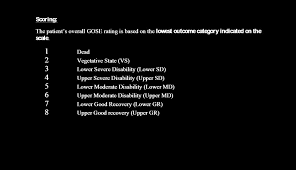 Scoring:
The patient's overall GOSE rating is based on the lowest outcome category indicated on the
scale.
1 Dead
2 Vegetative State (VS)
3 Lower Severe Disability (Lower SD)
4 Upper Severe Disability (Upper SD)
5 Lower Moderate Disability (Lower MD)
6 Upper Moderate Disability (Upper MD)
7 Lower Good Recovery (Lower GR)
8 Upper Good recovery (Upper GR)